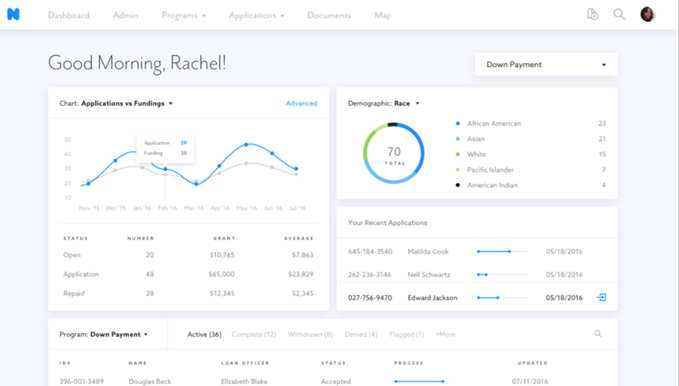 N Dashboard Admin Programs Applications Documents Map
Good Morning, Rachel!
Down Payment
Chart: Applications vs Fundings
Advanced
50
40
30
20
10
Application 29
Funding 25
Nov '15 Dec '15 Jan '16 Feb '16 Mar '16 Apr '16 May '16 Jun '16 Jul '16
STATUS NUMBER GRANT AVERAGE
Open 20 $10,765 $7,863
Application 48 $65,000 $23,829
Repaid 28 $12,345 $2,345
Demographic: Race
70
TOTAL
African American 23
Asian 21
White 15
Pacific Islander 7
American Indian 4
Your Recent Applications
645-184-3540 Matilda Cook 05/18/2016
262-236-3146 Nell Schwartz 05/18/2016
027-756-9470 Edward Jackson 05/18/2016
Program: Down Payment
Active (36) Complete (12) Withdrawn (8) Denied (4) Flagged (1) +More
ID# NAME LOAN OFFICER STATUS PROCESS UPDATED
396-001-3489 Douglas Beck Elizabeth Blake Accepted 07/11/2016